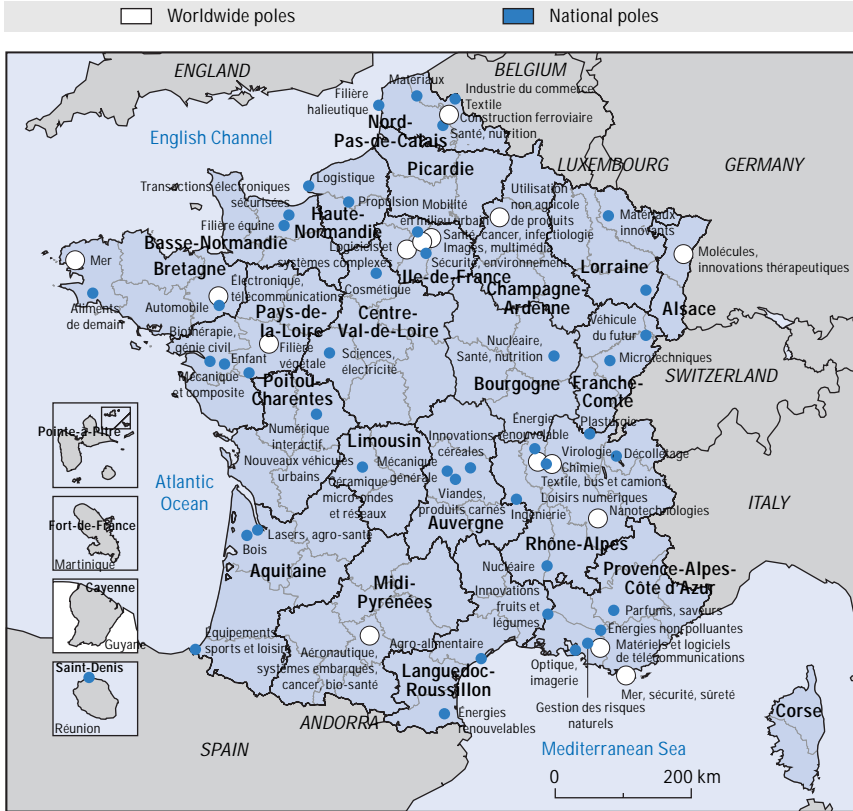 Worldwide poles
National poles
ENGLAND
BELGIUM
Matériaux
Industrie du commerce
Filière
halieutique
Textile
Construction ferroviaire
Nord-
Pas-de-Calais
Santé, nutrition
English Channel
Picardie
LUXEMBOURG
GERMANY
Logistique
Transactions électroniques
sécurisées
Propulsion
Mobilité
en milieu urbain
Utilisation
non agricole
de produits
Matériaux
innovants
Filière équine
Haute-
Normandie
Basse-Normandie
Santé, cancer, infectiologie
Logiciels et
systèmes complexes
Images, multimédia
Sécurité, environnement
Mer
Molécules,
innovations thérapeutiques
Bretagne
Ile-de-France
Lorraine
Électronique,
télécommunications
Cosmétique
Champagne-
Ardenne
Alsace
Aliments
de demain
Automobile
Pays-de-
la-Loire
Centre-
Val-de-Loire
Véhicule
du futur
Biothérapie,
génie civil
Enfant
Filière
végétale
Sciences,
électricité
Nucléaire,
Santé, nutrition
Microtechniques
Mécanique
et composite
Poitou-
Charentes
Bourgogne
Franche-
Comté
SWITZERLAND
Numérique
interactif
Limousin
Innovations
céréales
Énergie
renouvelable
Plasturgie
Pointe-à-Pitre
Nouveaux véhicules
urbains
Mécanique
générale
Virologie
Chimie
Décolletage
Atlantic
Ocean
Céramique
micro-ondes
et réseaux
Viandes,
produits carnés
Textile, bus et camions
Loisirs numériques
ITALY
Fort-de-France
Martinique
Lasers, agro-santé
Bois
Auvergne
Ingénierie
Nanotechnologies
Rhône-Alpes
Aquitaine
Midi-
Pyrénées
Nucléaire
Provence-Alpes-
Côte d'Azur
Cayenne
Guyane
Innovations
fruits et
légumes
Parfums, saveurs
Équipements
sports et loisirs
Agro-alimentaire
Énergies non-polluantes
Aéronautique,
systèmes embarqués,
cancer, bio-santé
Matériels et logiciels
de télécommunications
Saint-Denis
Réunion
Languedoc-
Roussillon
Optique,
imagerie
Mer, sécurité, sûreté
Gestion des risques
naturels
Corse
ANDORRA
Énergies
renouvelables
SPAIN
Mediterranean Sea
0
200 km